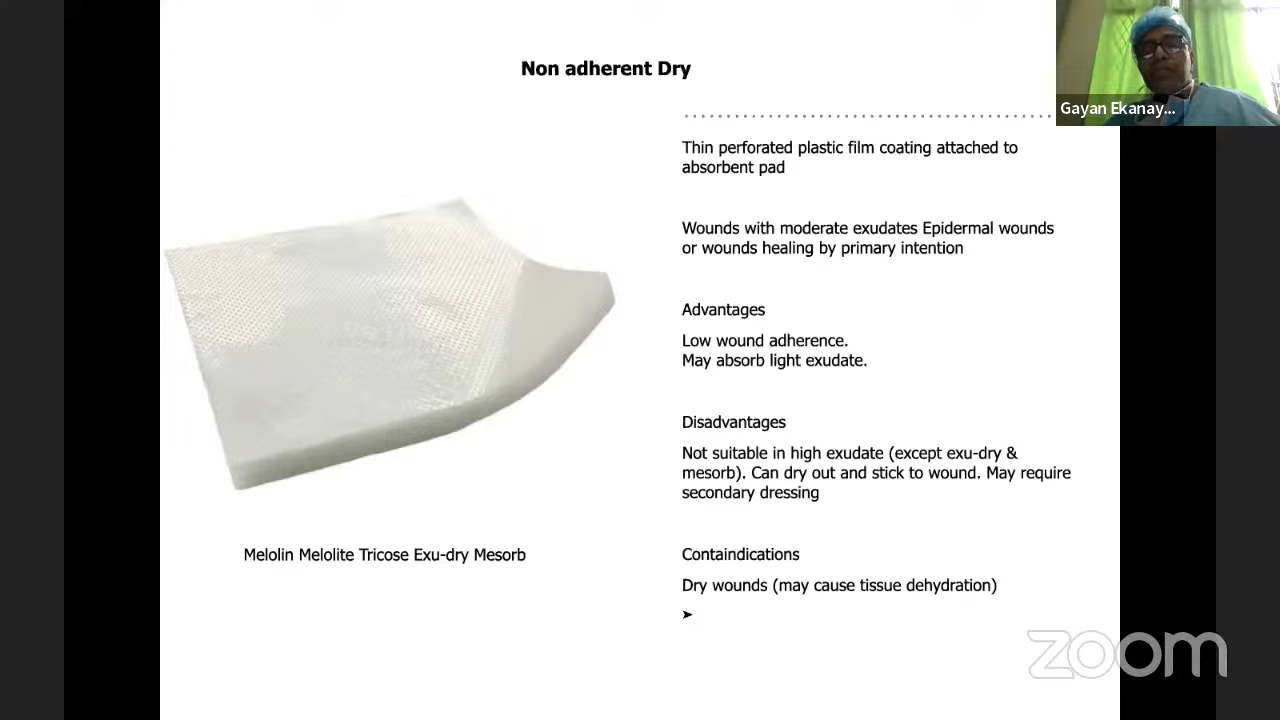 Non adherent Dry
Gayan Ekanay...
Thin perforated plastic film coating attached to
absorbent pad
Wounds with moderate exudates Epidermal wounds
or wounds healing by primary intention
Advantages
Low wound adherence.
May absorb light exudate.
Disadvantages
Not suitable in high exudate (except exu-dry &
mesorb). Can dry out and stick to wound. May require
secondary dressing
Melolin Melolite Tricose Exu-dry Mesorb
Containdications
Dry wounds (may cause tissue dehydration)
zoom